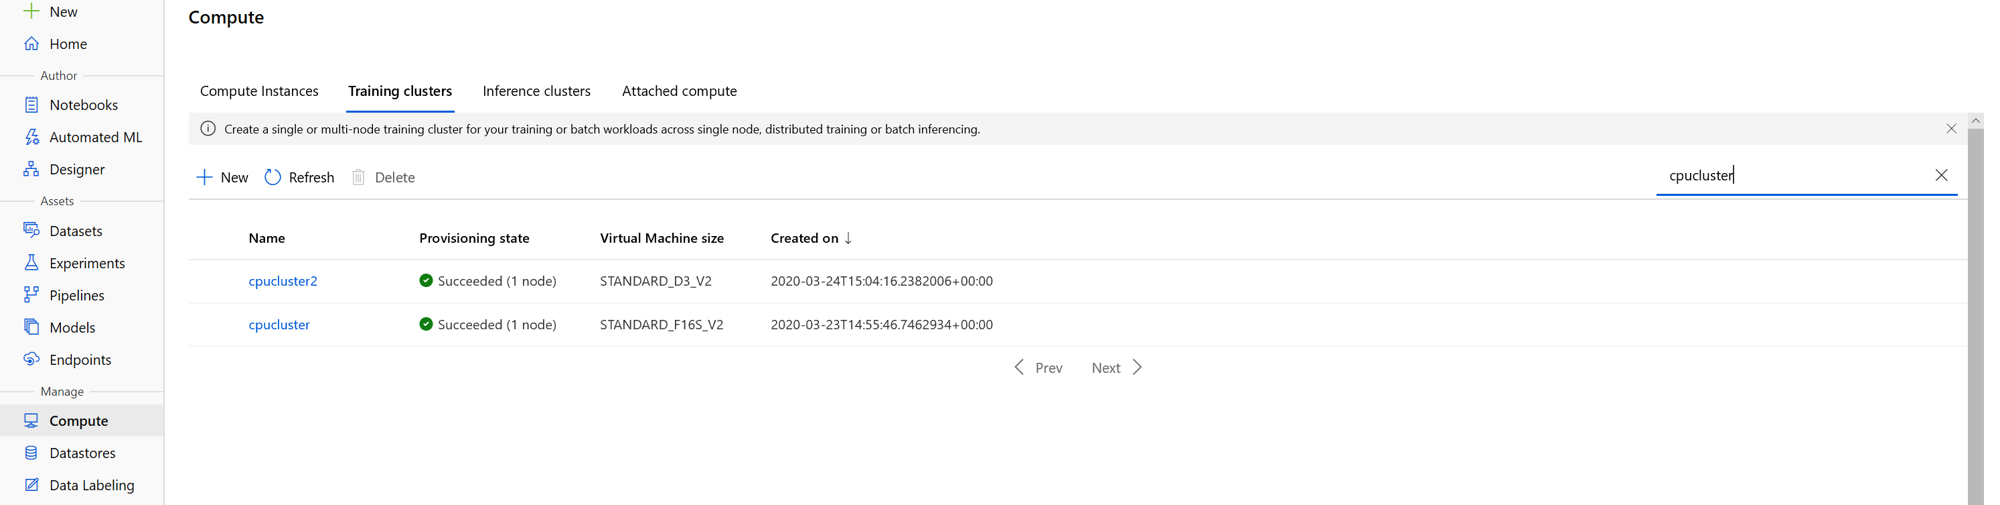 New
Home
Author
Notebooks
Automated ML
Designer
Assets
Datasets
Experiments
Pipelines
Models
Endpoints
Manage
Compute
Datastores
Data Labeling
Compute
Compute Instances Training clusters Inference clusters Attached compute
Create a single or multi-node training cluster for your training or batch workloads across single node, distributed training or batch inferencing.
New Refresh Delete cpucluster
Name Provisioning state Virtual Machine size Created on ↓
cpucluster2 Succeeded (1 node) STANDARD_D3_V2 2020-03-24T15:04:16.2382006+00:00
cpucluster Succeeded (1 node) STANDARD_F16S_V2 2020-03-23T14:55:46.7462934+00:00
Prev Next